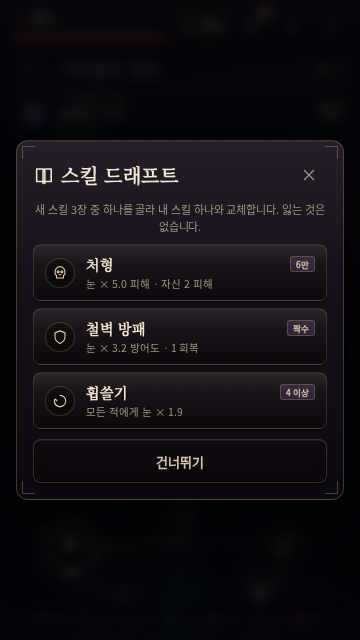 스킬 드래프트
새 스킬 3장 중 하나를 골라 내 스킬 하나와 교체합니다. 잃는 것은
없습니다.
처형
6만
눈 × 5.0 피해 · 자신 2 피해
철벽 방패
짝수
눈 × 3.2 방어도 · 1 회복
휩쓸기
4 이상
모든 적에게 눈 × 1.9
건너뛰기